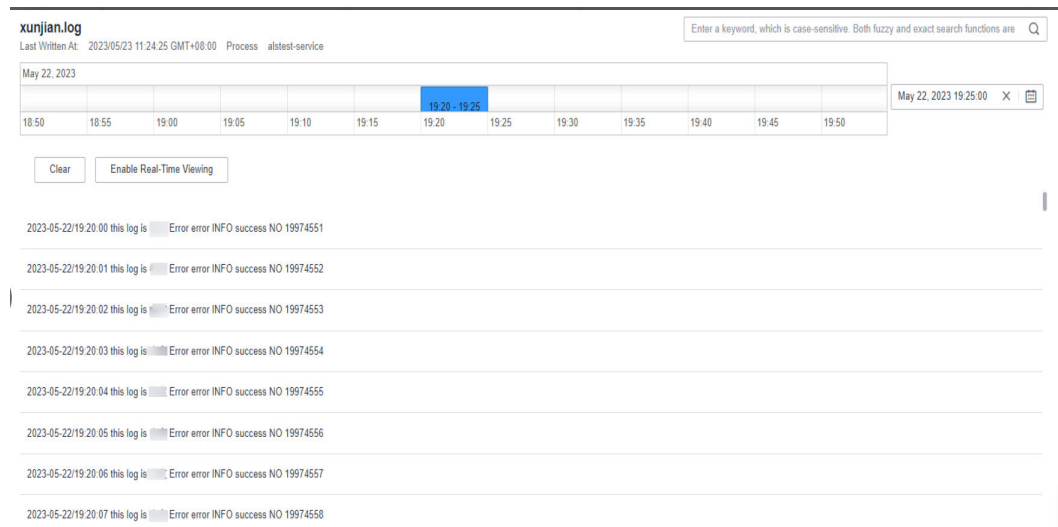 xunjian.log
Enter a keyword, which is case-sensitive. Both fuzzy and exact search functions are
Last Written At: 2023/05/23 11:24:25 GMT+08:00 Process alstest-service
May 22, 2023
19:20 - 19:25
May 22, 2023 19:25:00
18:50 18:55 19:00 19:05 19:10 19:15 19:20 19:25 19:30 19:35 19:40 19:45 19:50
Clear Enable Real-Time Viewing
2023-05-22/19:20:00 this log is Error error INFO success NO 19974551
2023-05-22/19:20:01 this log is Error error INFO success NO 19974552
2023-05-22/19:20:02 this log is Error error INFO success NO 19974553
2023-05-22/19:20:03 this log is Error error INFO success NO 19974554
2023-05-22/19:20:04 this log is Error error INFO success NO 19974555
2023-05-22/19:20:05 this log is Error error INFO success NO 19974556
2023-05-22/19:20:06 this log is Error error INFO success NO 19974557
2023-05-22/19:20:07 this log is Error error INFO success NO 19974558